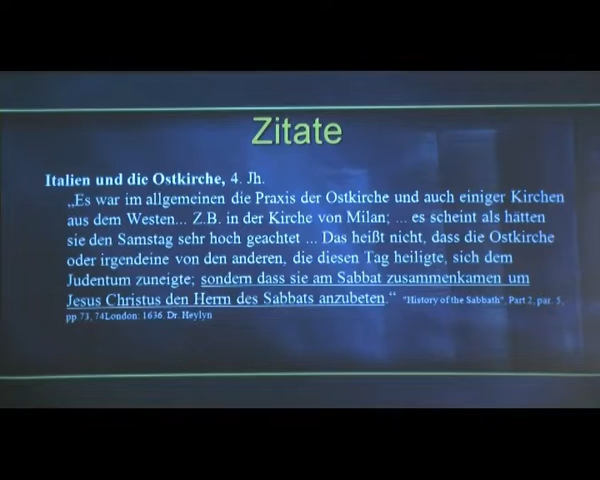 Zitate
Italien und die Ostkirche, 4. Jh.
„Es war im allgemeinen die Praxis der Ostkirche und auch einiger Kirchen
aus dem Westen... Z.B. in der Kirche von Milan; ... es scheint als hätten
sie den Samstag sehr hoch geachtet ... Das heißt nicht, dass die Ostkirche
oder irgendeine von den anderen, die diesen Tag heiligte, sich dem
Judentum zuneigte; sondern dass sie am Sabbat zusammenkamen um
Jesus Christus den Herrn des Sabbats anzubeten.“ "History of the Sabbath", Part 2, par. 5,
pp.73, 74London: 1636. Dr. Heylyn